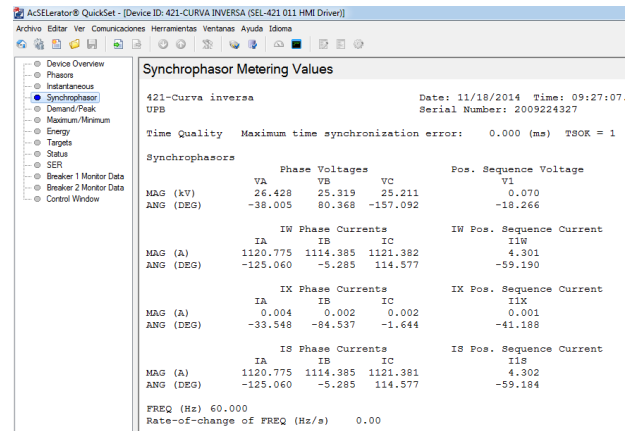 AcSELerator® QuickSet - [Device ID: 421-CURVA INVERSA (SEL-421 011 HMI Driver)]
Archivo Editar Ver Comunicaciones Herramientas Ventanas Ayuda Idioma
Device Overview
Phasors
Instantaneous
Synchrophasor
Demand/Peak
Maximum/Minimum
Energy
Targets
Status
SER
Breaker 1 Monitor Data
Breaker 2 Monitor Data
Control Window
Synchrophasor Metering Values
421-Curva inversa Date: 11/18/2014 Time: 09:27:07.
UPB Serial Number: 2009224327
Time Quality Maximum time synchronization error: 0.000 (ms) TSOK = 1
Synchrophasors
Phase Voltages Pos. Sequence Voltage
VA VB VC V1
MAG (kV) 26.428 25.319 25.211 0.070
ANG (DEG) -38.005 80.368 -157.092 -18.266
IW Phase Currents IW Pos. Sequence Current
IA IB IC I1W
MAG (A) 1120.775 1114.385 1121.382 4.301
ANG (DEG) -125.060 -5.285 114.577 -59.190
IX Phase Currents IX Pos. Sequence Current
IA IB IC I1X
MAG (A) 0.004 0.002 0.002 0.001
ANG (DEG) -33.548 -84.537 -1.644 -41.188
IS Phase Currents IS Pos. Sequence Current
IA IB IC I1S
MAG (A) 1120.775 1114.385 1121.381 4.302
ANG (DEG) -125.060 -5.285 114.577 -59.184
FREQ (Hz) 60.000
Rate-of-change of FREQ (Hz/s) 0.00